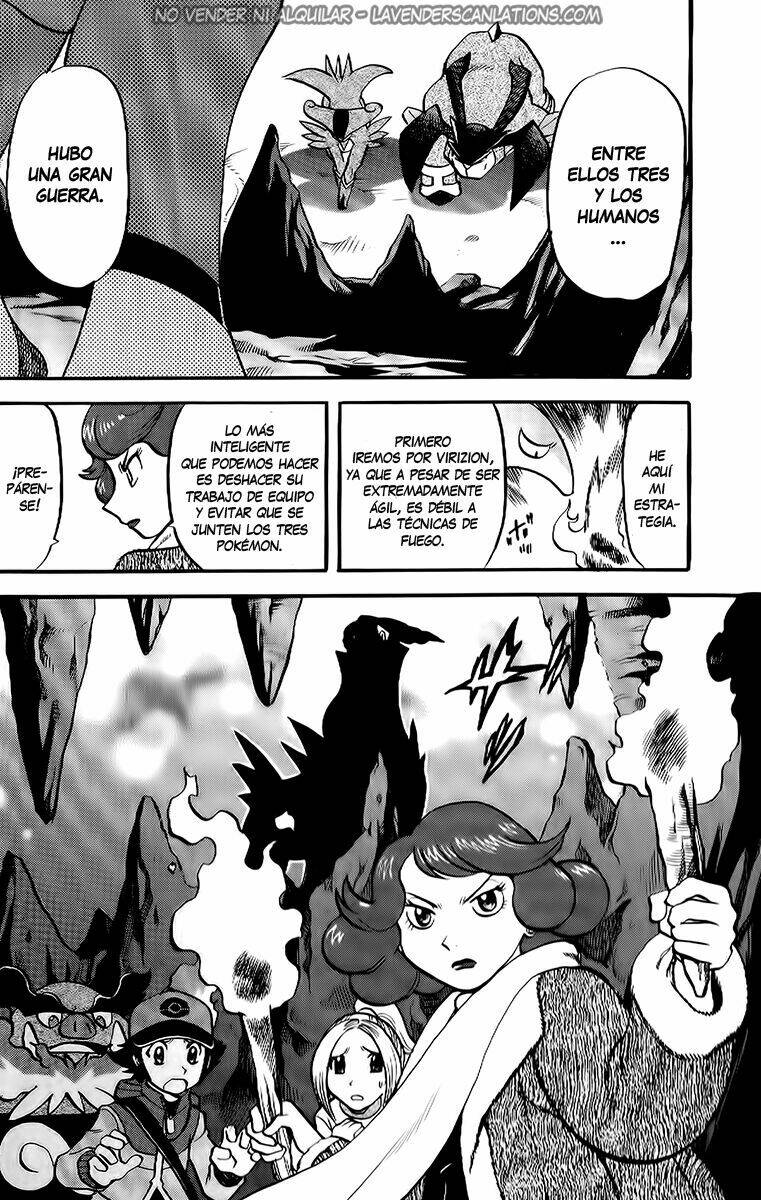 NO VENDER NI ALQUILAR - LAVENDERSCANLATIONS.COM
ENTRE
ELLOS TRES
Y LOS
HUMANOS
...
HUBO
UNA GRAN
GUERRA.
HE
AQUÍ
MI
ESTRA-
TEGIA.
PRIMERO
IREMOS POR VIRIZION,
YA QUE A PESAR DE SER
EXTREMADAMENTE
ÁGIL, ES DÉBIL A
LAS TÉCNICAS DE
FUEGO.
LO MÁS
INTELIGENTE
QUE PODEMOS HACER
ES DESHACER SU
TRABAJO DE EQUIPO
Y EVITAR QUE SE
JUNTEN LOS TRES
POKÉMON.
¡PRE-
PÁREN-
SE!